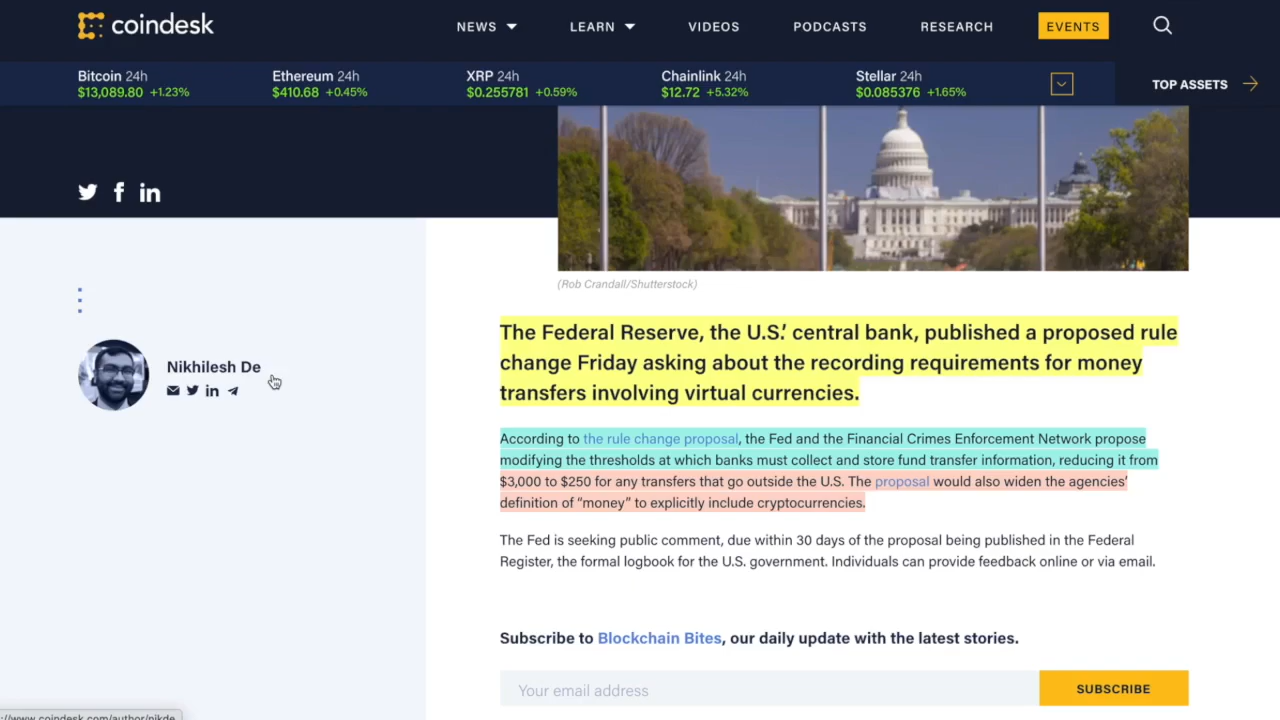 coindesk
NEWS LEARN VIDEOS PODCASTS RESEARCH EVENTS
Bitcoin 24h
$13,089.80 +1.23%
Ethereum 24h
$410.68 +0.45%
XRP 24h
$0.255781 +0.59%
Chainlink 24h
$12.72 +5.32%
Stellar 24h
$0.085376 +1.65%
TOP ASSETS
(Rob Crandall/Shutterstock)
Nikhilesh De
The Federal Reserve, the U.S.' central bank, published a proposed rule
change Friday asking about the recording requirements for money
transfers involving virtual currencies.
According to the rule change proposal, the Fed and the Financial Crimes Enforcement Network propose
modifying the thresholds at which banks must collect and store fund transfer information, reducing it from
$3,000 to $250 for any transfers that go outside the U.S. The proposal would also widen the agencies'
definition of “money” to explicitly include cryptocurrencies.
The Fed is seeking public comment, due within 30 days of the proposal being published in the Federal
Register, the formal logbook for the U.S. government. Individuals can provide feedback online or via email.
Subscribe to Blockchain Bites, our daily update with the latest stories.
Your email address
SUBSCRIBE
://www.coindesk.com/author/nikde